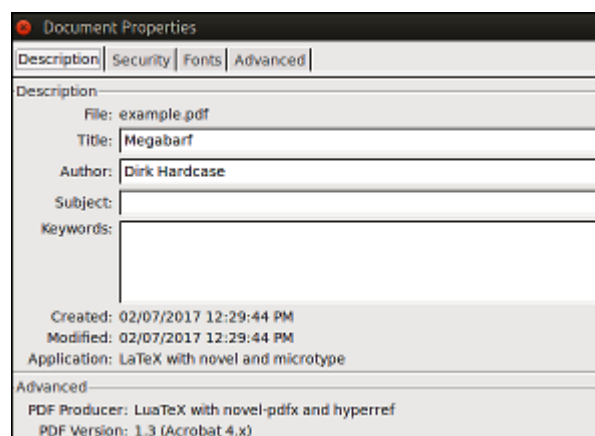 Document Properties
Description Security Fonts Advanced
Description
File: example.pdf
Title: Megabarf
Author: Dirk Hardcase
Subject:
Keywords:
Created: 02/07/2017 12:29:44 PM
Modified: 02/07/2017 12:29:44 PM
Application: LaTeX with novel and microtype
Advanced
PDF Producer: LuaTeX with novel-pdfx and hyperref
PDF Version: 1.3 (Acrobat 4.x)